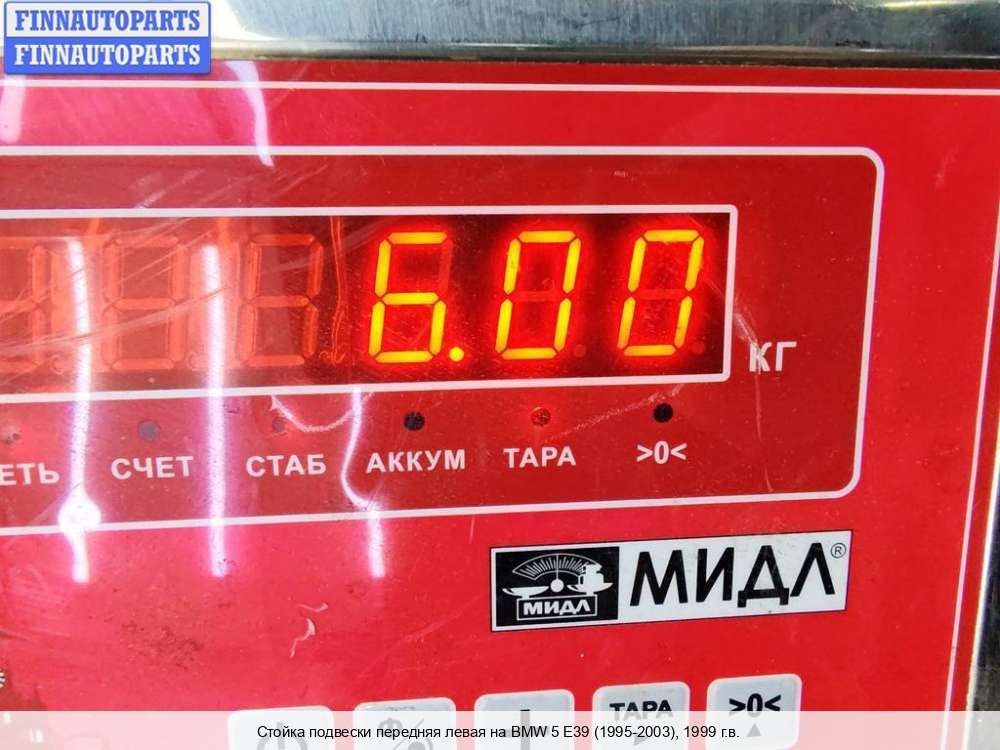 FINNAUTOPARTS
FINNAUTOPARTS
6.00
КГ
ЕТЬ СЧЕТ СТАБ АККУМ ТАРА >0<
МИДЛ МИДЛ®
ТАРА >0<
Стойка подвески передняя левая на BMW 5 E39 (1995-2003), 1999 г.в.